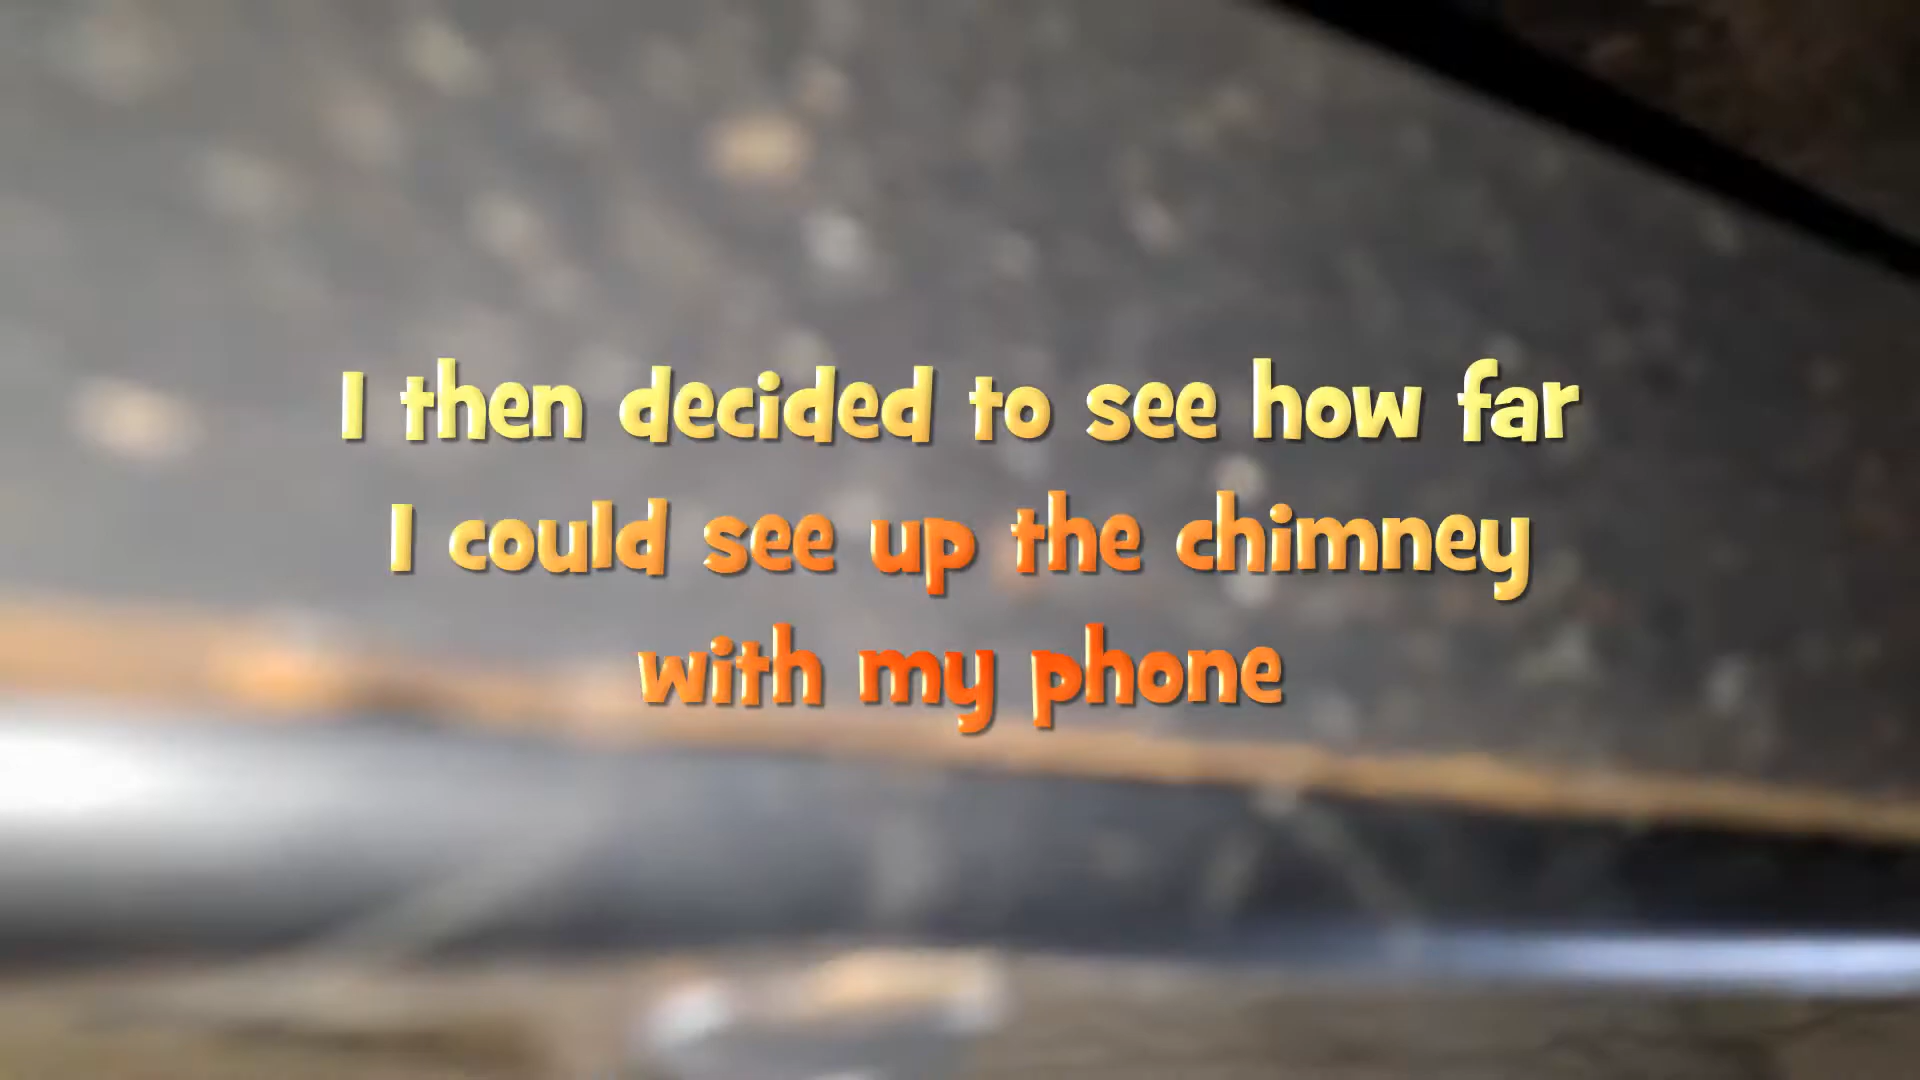 I then decided to see how far
I could see up the chimney
with my phone